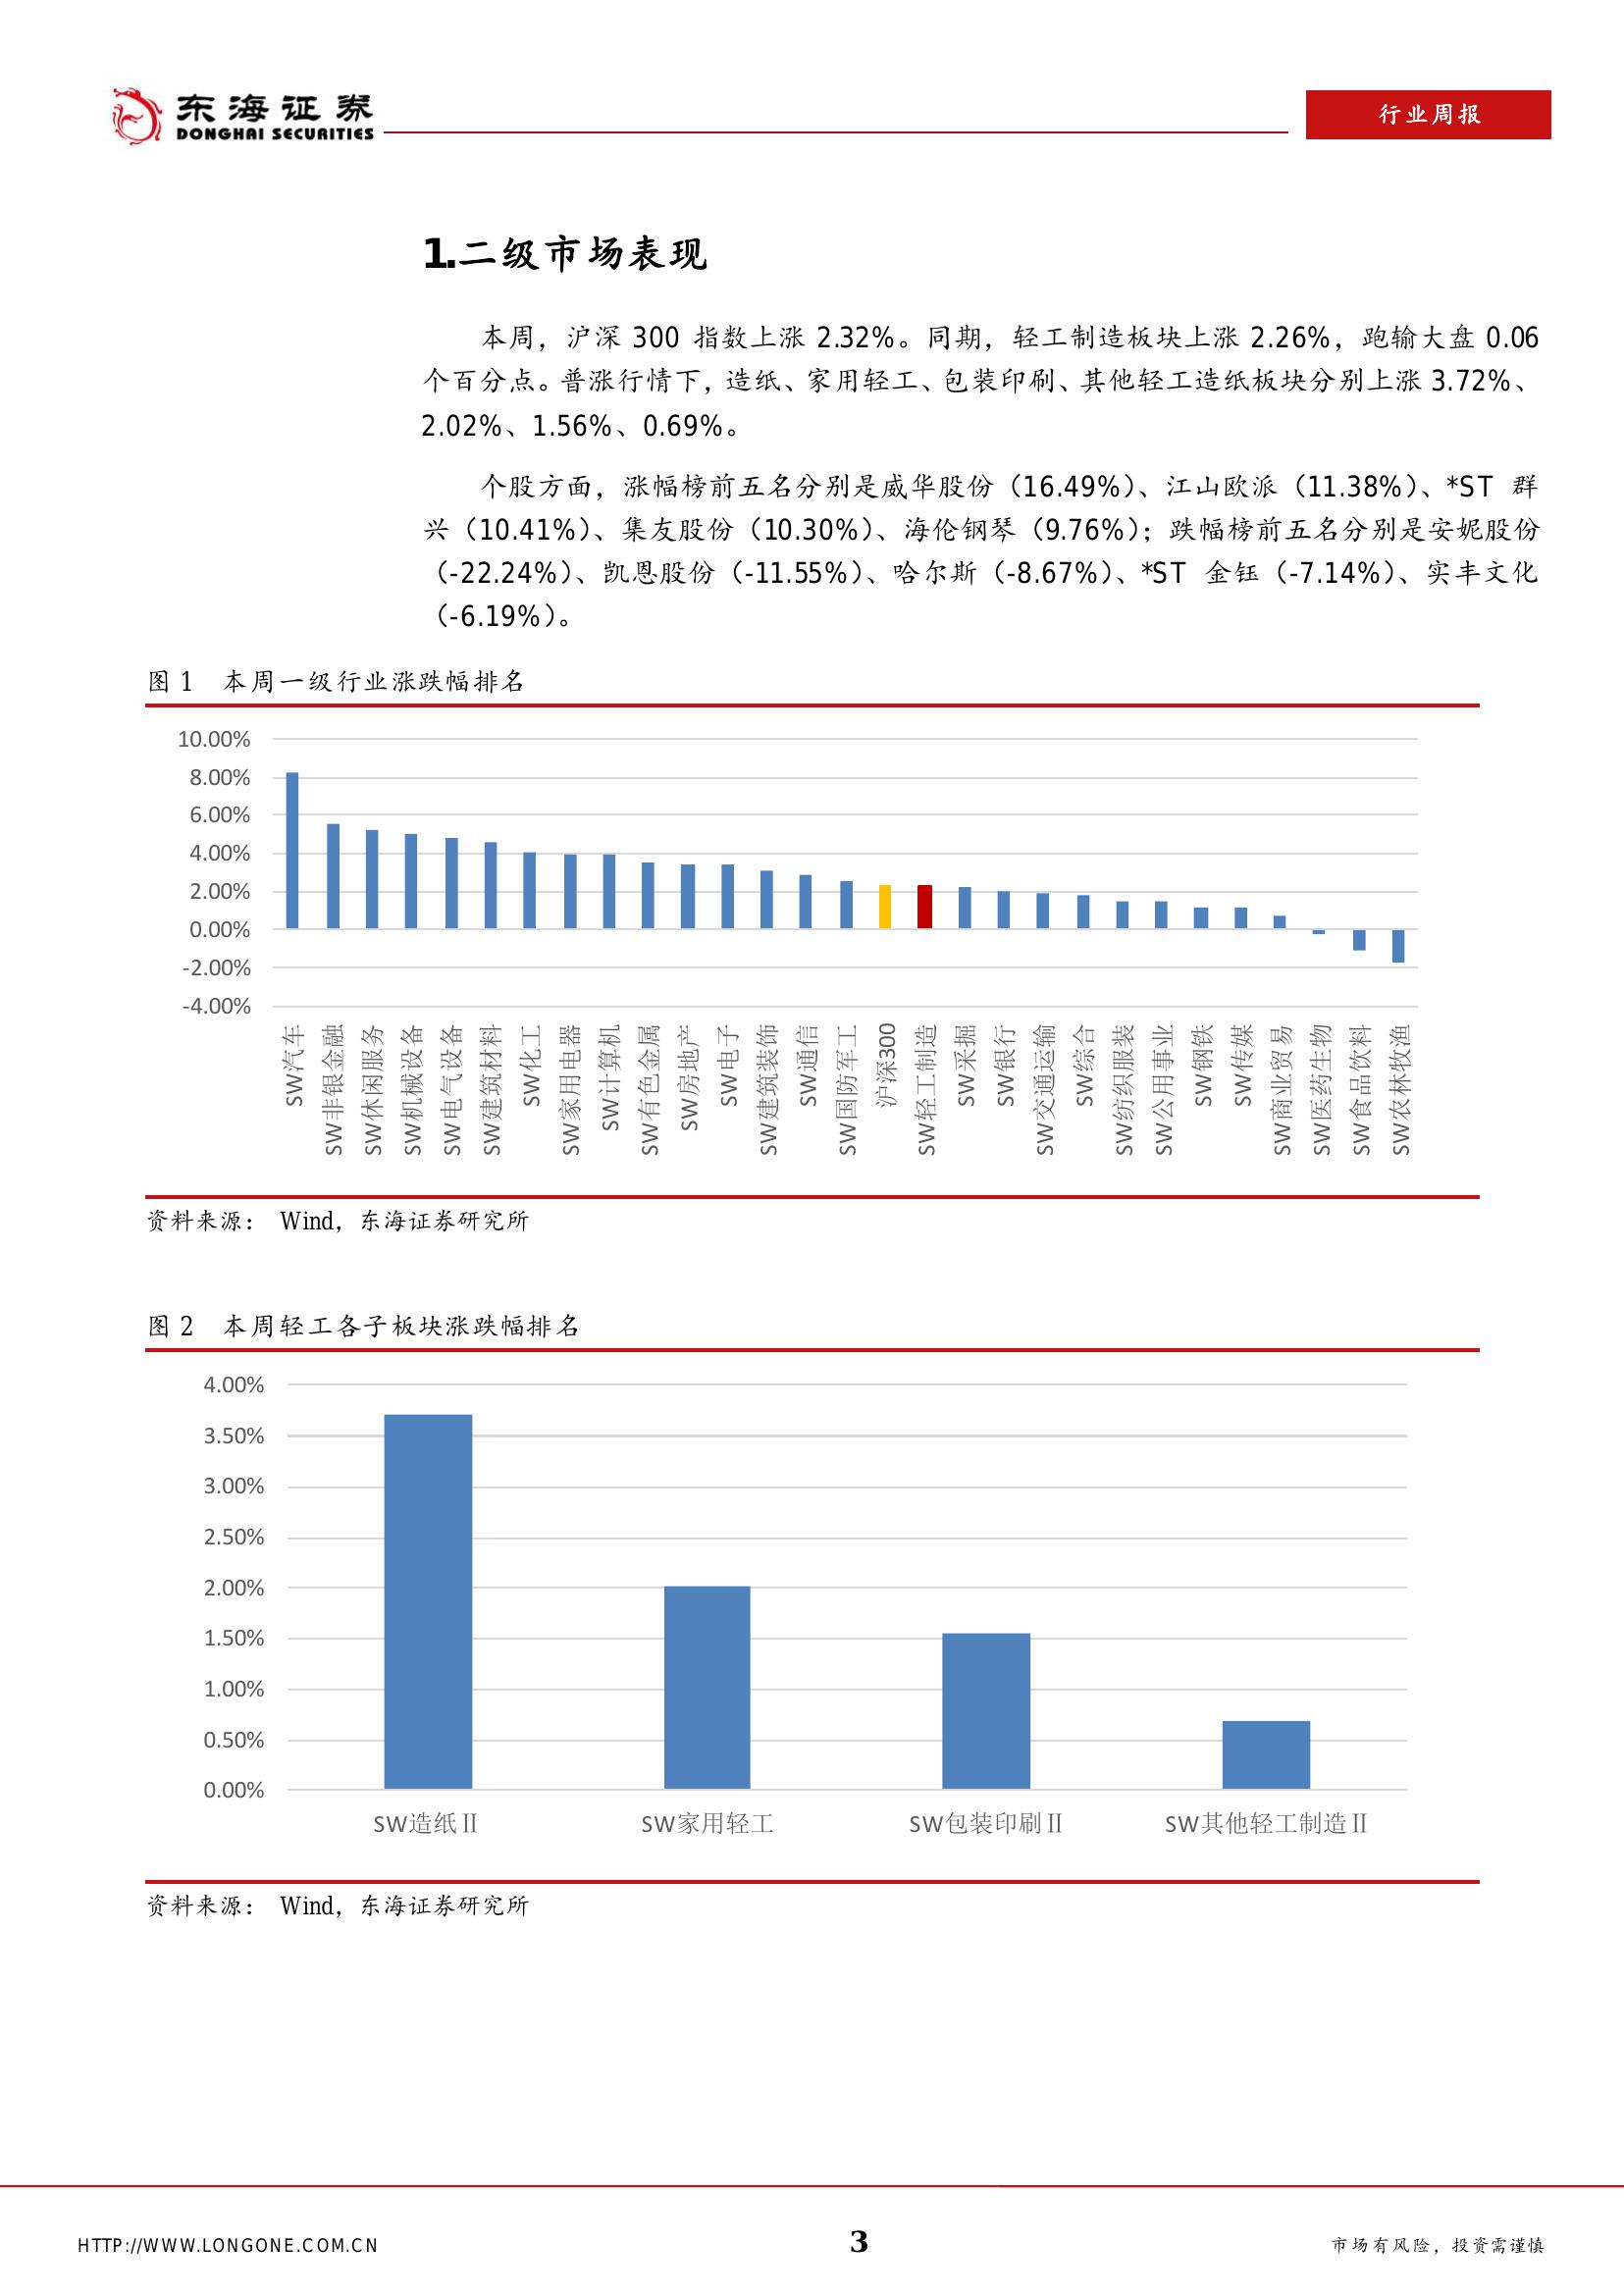 东海证券
DONGHAI SECURITIES
行业周报
1.二级市场表现
本周，沪深 300 指数上涨 2.32%。同期，轻工制造板块上涨 2.26%，跑输大盘 0.06
个百分点。普涨行情下，造纸、家用轻工、包装印刷、其他轻工造纸板块分别上涨 3.72%、
2.02%、1.56%、0.69%。
个股方面，涨幅榜前五名分别是威华股份（16.49%）、江山欧派（11.38%）、*ST 群
兴（10.41%）、集友股份（10.30%）、海伦钢琴（9.76%）；跌幅榜前五名分别是安妮股份
（-22.24%）、凯恩股份（-11.55%）、哈尔斯（-8.67%）、*ST 金钰（-7.14%）、实丰文化
（-6.19%）。
图 1 本周一级行业涨跌幅排名
10.00%
8.00%
6.00%
4.00%
2.00%
0.00%
-2.00%
-4.00%
SW汽车
SW非银金融
SW休闲服务
SW机械设备
SW电气设备
SW建筑材料
SW化工
SW家用电器
SW计算机
SW有色金属
SW房地产
SW电子
SW建筑装饰
SW通信
SW国防军工
沪深300
SW轻工制造
SW采掘
SW银行
SW交通运输
SW综合
SW纺织服装
SW公用事业
SW钢铁
SW传媒
SW商业贸易
SW医药生物
SW食品饮料
SW农林牧渔
资料来源： Wind，东海证券研究所
图 2 本周轻工各子板块涨跌幅排名
4.00%
3.50%
3.00%
2.50%
2.00%
1.50%
1.00%
0.50%
0.00%
SW造纸Ⅱ
SW家用轻工
SW包装印刷Ⅱ
SW其他轻工制造Ⅱ
资料来源： Wind，东海证券研究所
HTTP://WWW.LONGONE.COM.CN
3
市场有风险，投资需谨慎